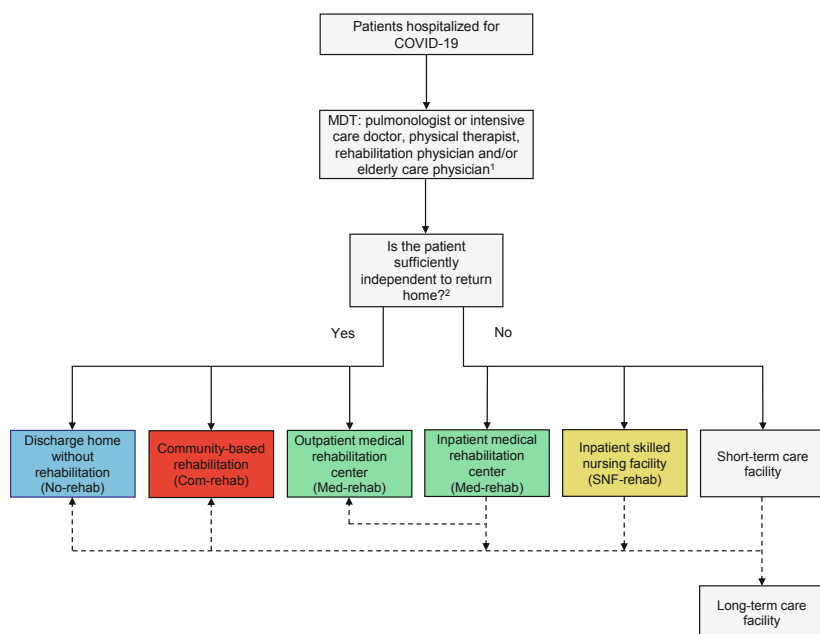 Patients hospitalized for
COVID-19
MDT: pulmonologist or intensive
care doctor, physical therapist,
rehabilitation physician and/or
elderly care physician¹
Is the patient
sufficiently
independent to return
home?²
Yes
No
Discharge home
without
rehabilitation
(No-rehab)
Community-based
rehabilitation
(Com-rehab)
Outpatient medical
rehabilitation
center
(Med-rehab)
Inpatient medical
rehabilitation
center
(Med-rehab)
Inpatient skilled
nursing facility
(SNF-rehab)
Short-term care
facility
Long-term care
facility